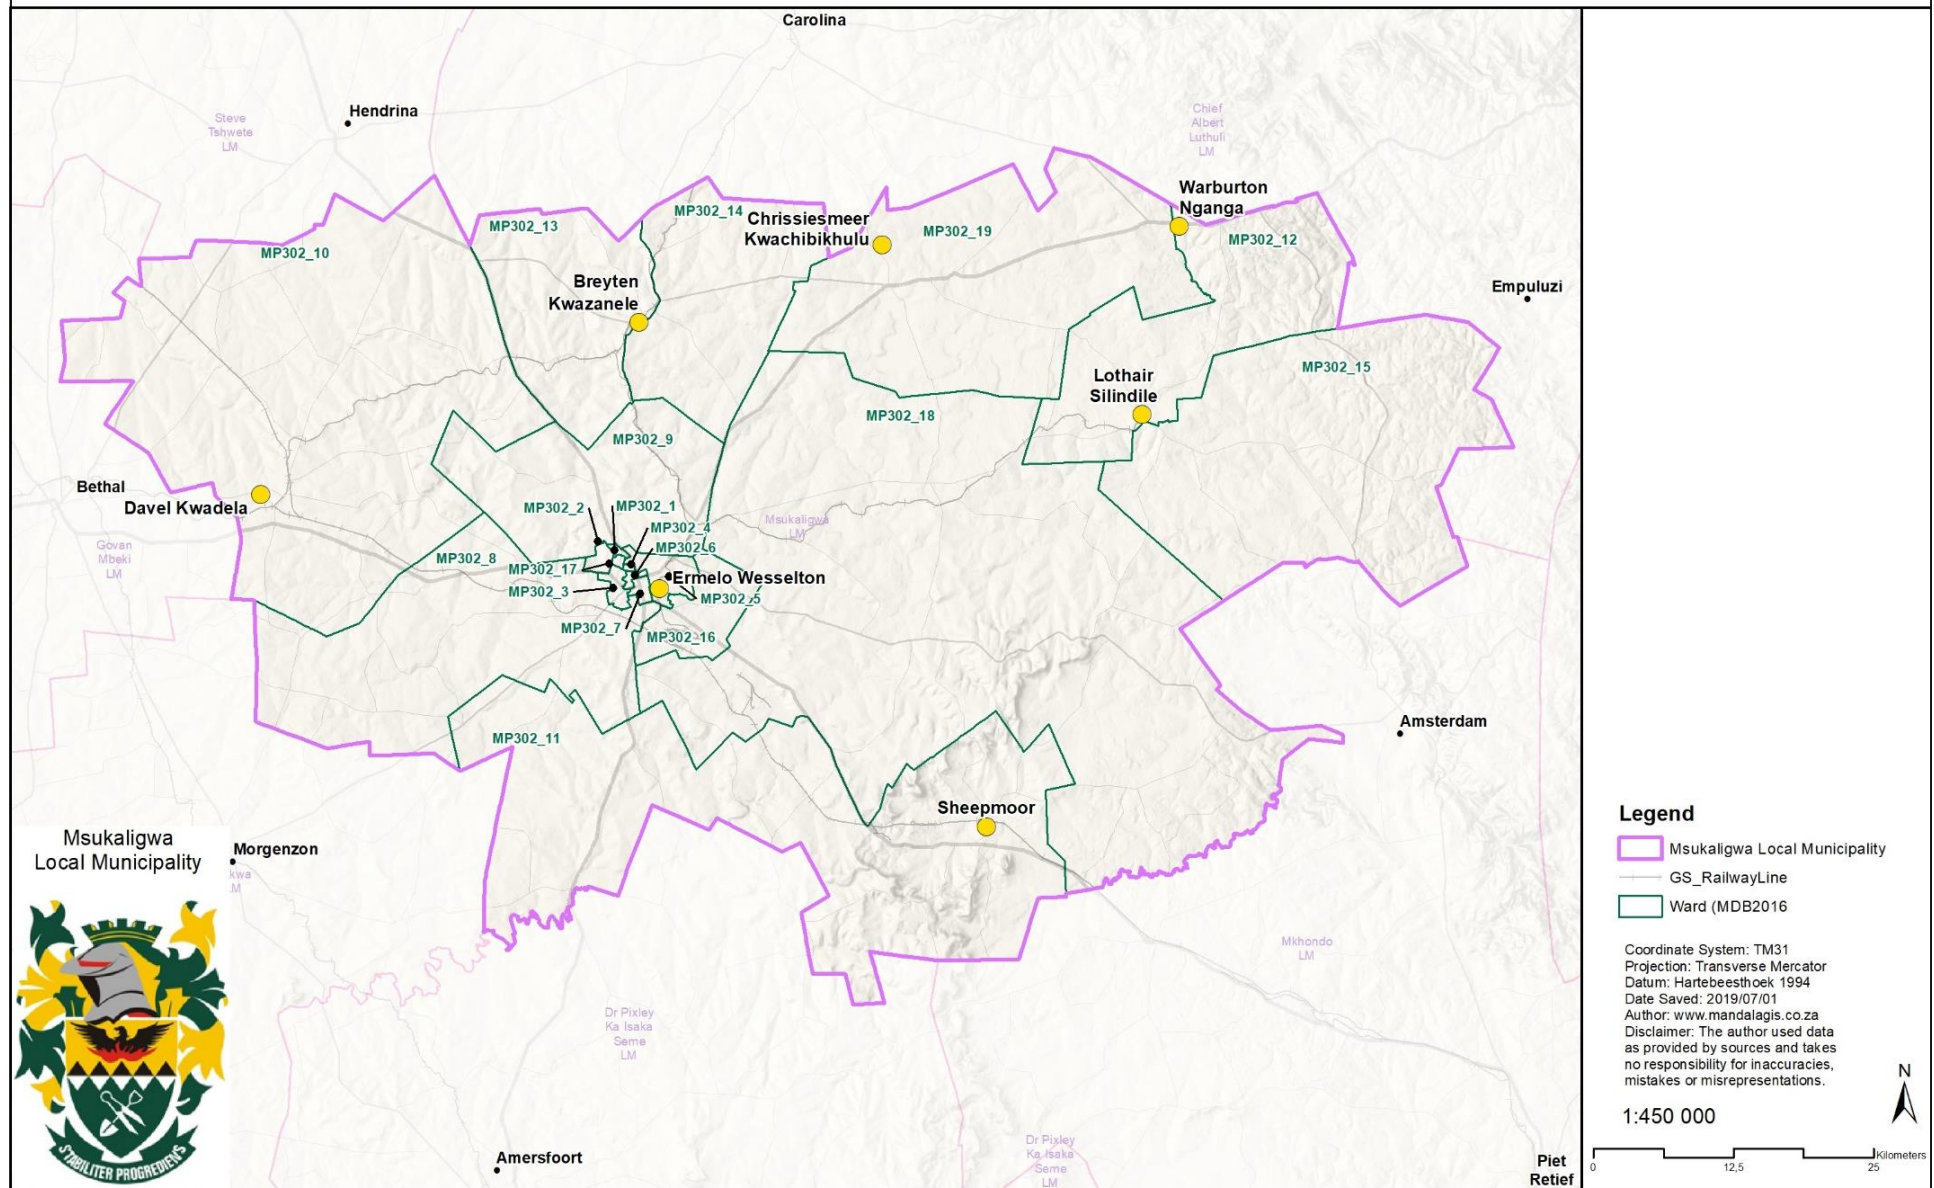 Carolina
Hendrina
Steve
Tshwete
LM
Chief
Albert
Luthuli
LM
Warburton
Nganga
MP302_14
MP302_13
Chrissiesmeer
Kwachibikhulu
MP302_19
MP302_12
MP302_10
Breyten
Kwazanele
Empuluzi
MP302_15
Lothair
Silindile
MP302_18
MP302_9
Bethal
Davel Kwadela
MP302_2
MP302_1
MP302_4
MP302_6
Msukaligwa
LM
Govan
Mbeki
LM
MP302_8
MP302_17
Ermelo Wesselton
MP302_3
MP302_5
MP302_7
MP302_16
Amsterdam
MP302_11
Sheepmoor
Msukaligwa
Local Municipality
Morgenzon
kwa
LM
Mkhondo
LM
Dr Pixley
Ka Isaka
Seme
LM
STABILITER PROGREDIENS
Amersfoort
Dr Pixley
Ka Isaka
Seme
LM
Piet
Retief
Legend
Msukaligwa Local Municipality
GS_RailwayLine
Ward (MDB2016
Coordinate System: TM31
Projection: Transverse Mercator
Datum: Hartebeesthoek 1994
Date Saved: 2019/07/01
Author: www.mandalagis.co.za
Disclaimer: The author used data
as provided by sources and takes
no responsibility for inaccuracies,
mistakes or misrepresentations.
N
1:450 000
Kilometers
0 12,5 25